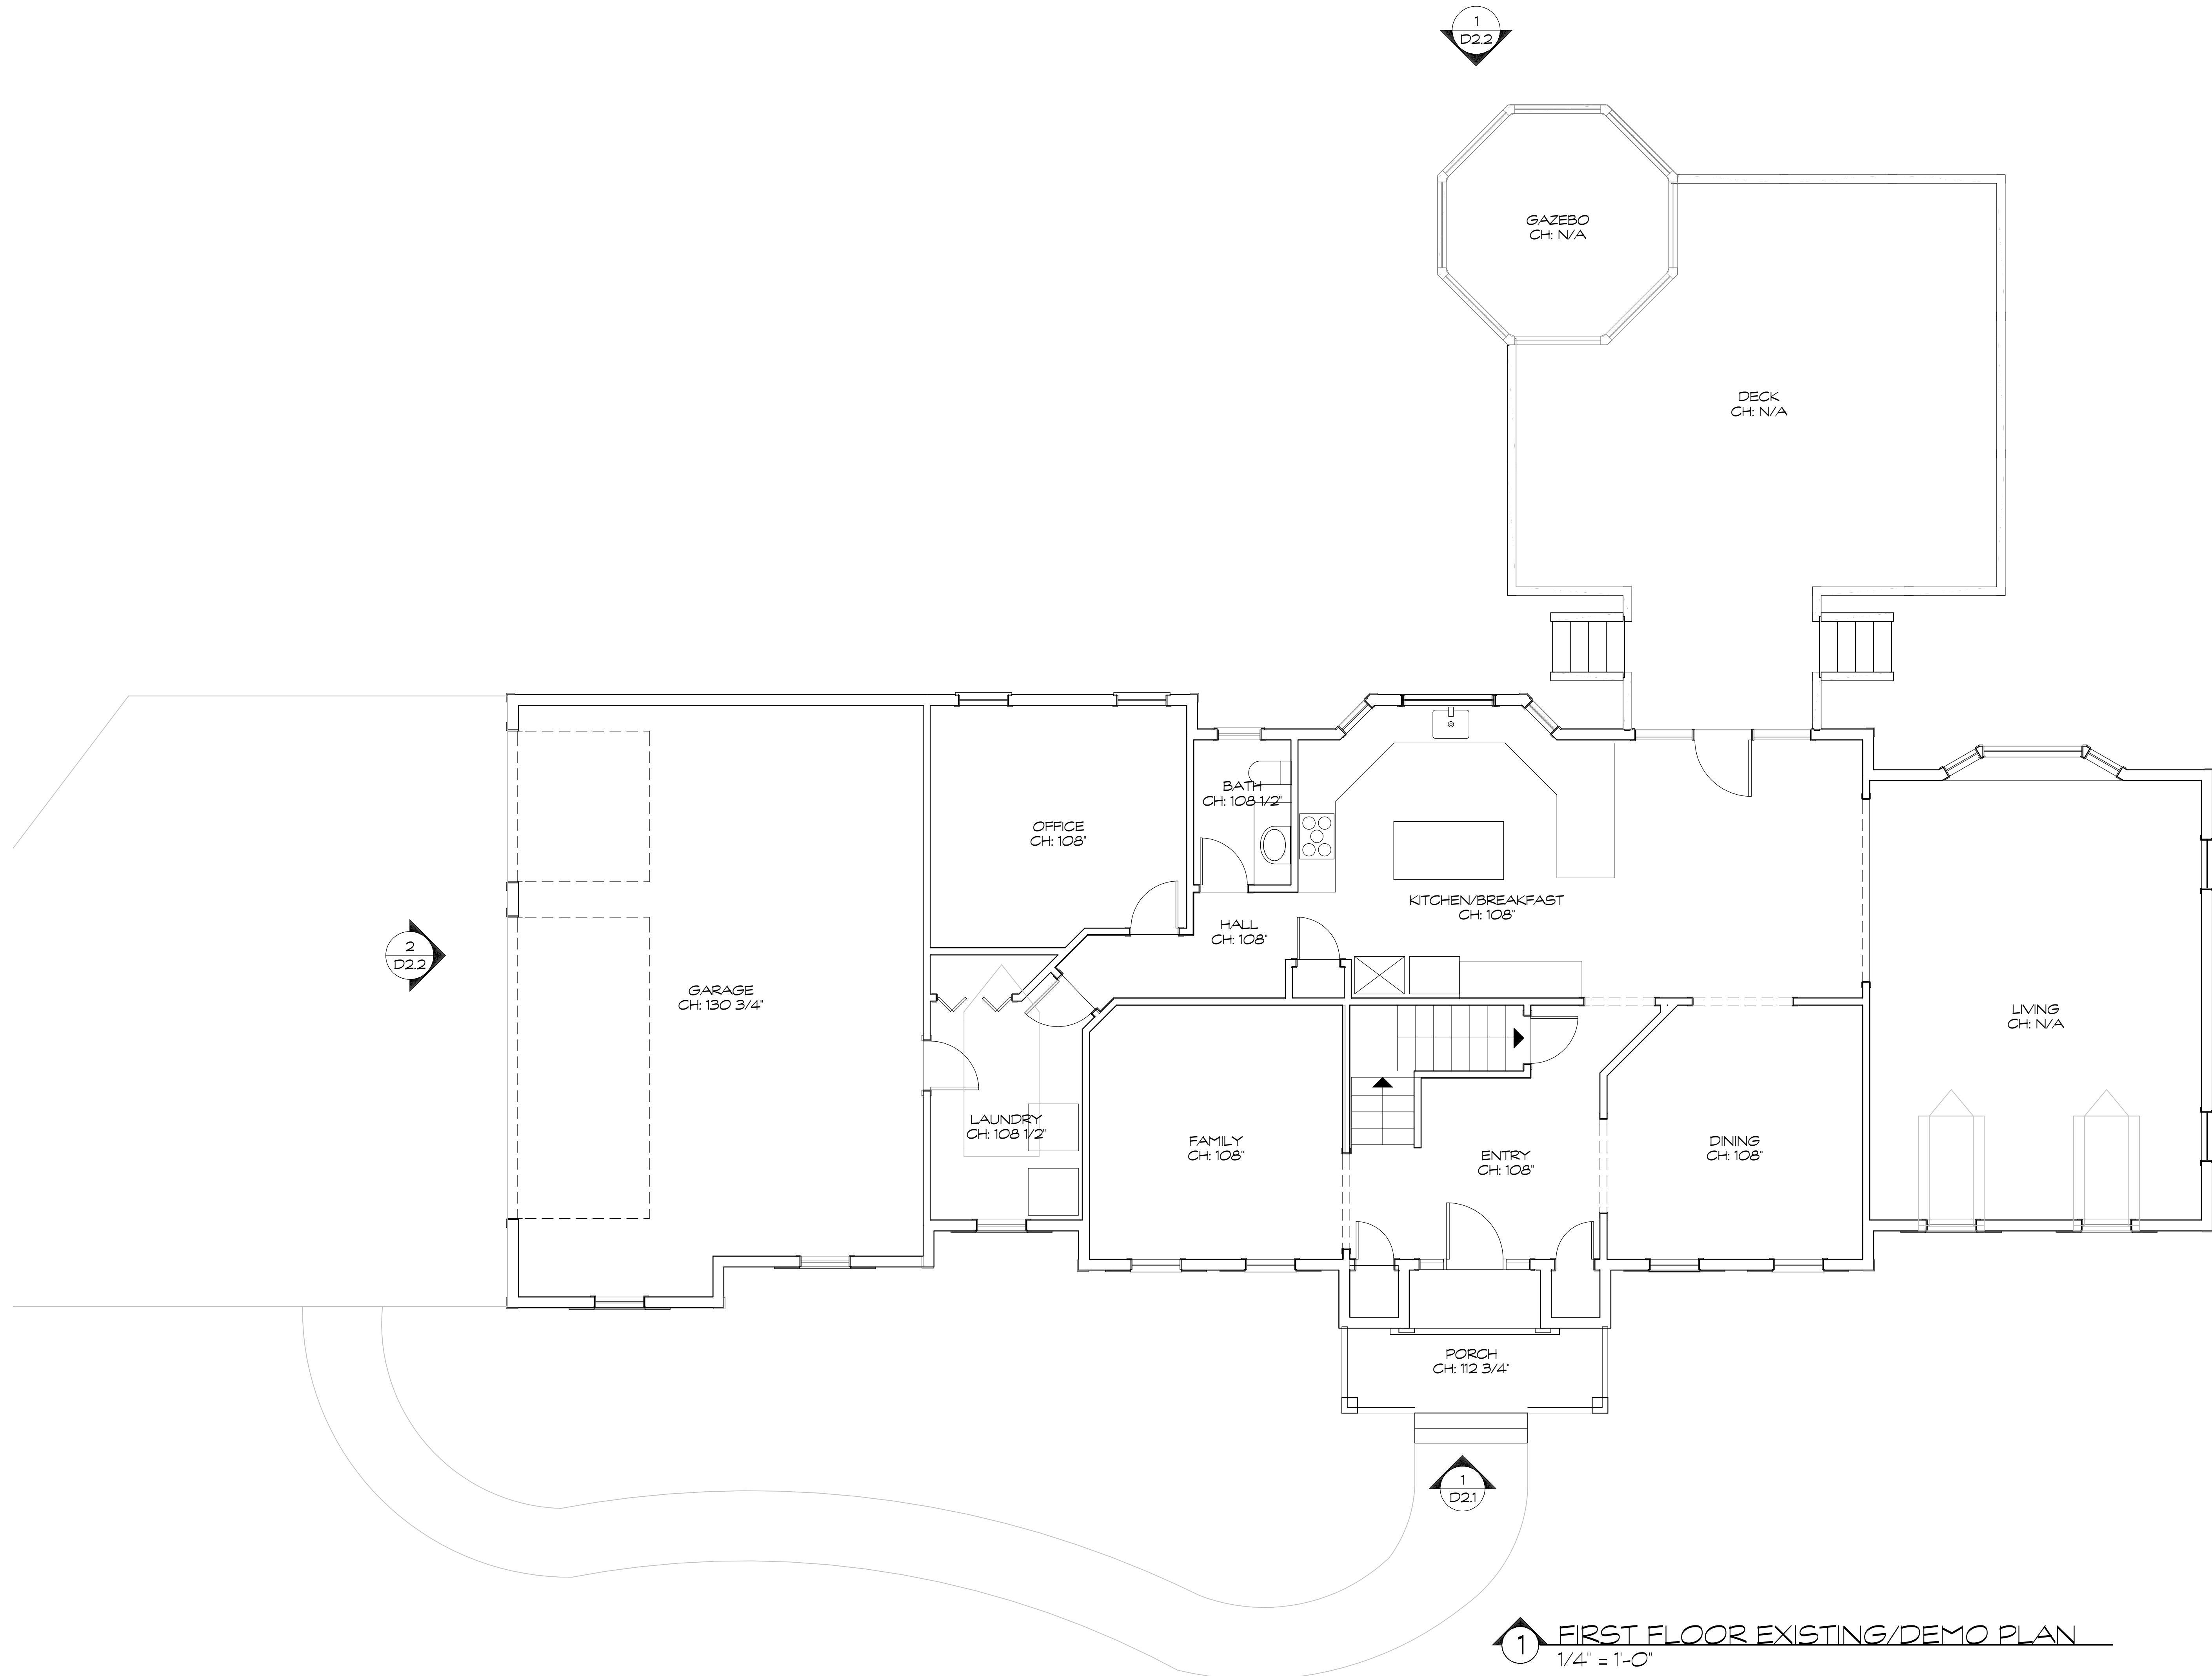 1
D2.2
GAZEBO
CH: N/A
DECK
CH: N/A
BATH
CH: 108 1/2"
OFFICE
CH: 108"
KITCHEN/BREAKFAST
CH: 108"
HALL
CH: 108"
2
D2.2
GARAGE
CH: 130 3/4"
LIVING
CH: N/A
LAUNDRY
CH: 108 1/2"
FAMILY
CH: 108"
ENTRY
CH: 108"
DINING
CH: 108"
PORCH
CH: 112 3/4"
1
D2.1
1
FIRST FLOOR EXISTING/DEMO PLAN
1/4" = 1'-0"